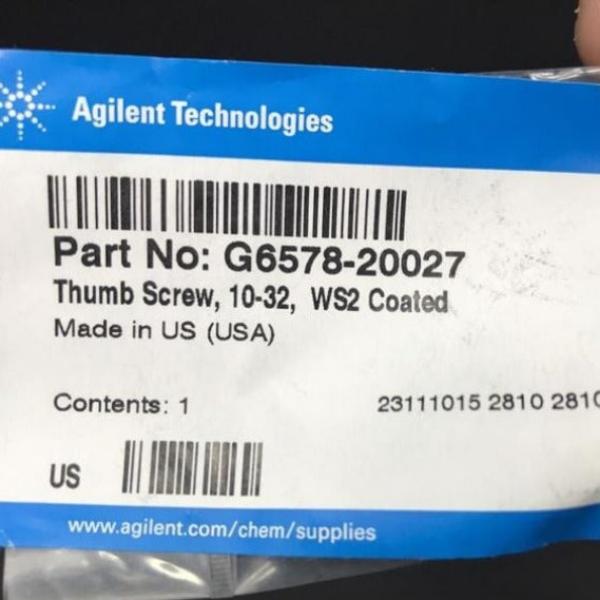 Agilent Technologies
Part No: G6578-20027
Thumb Screw, 10-32, WS2 Coated
Made in US (USA)
Contents: 1
23111015 2810 281
US
www.agilent.com/chem/supplies